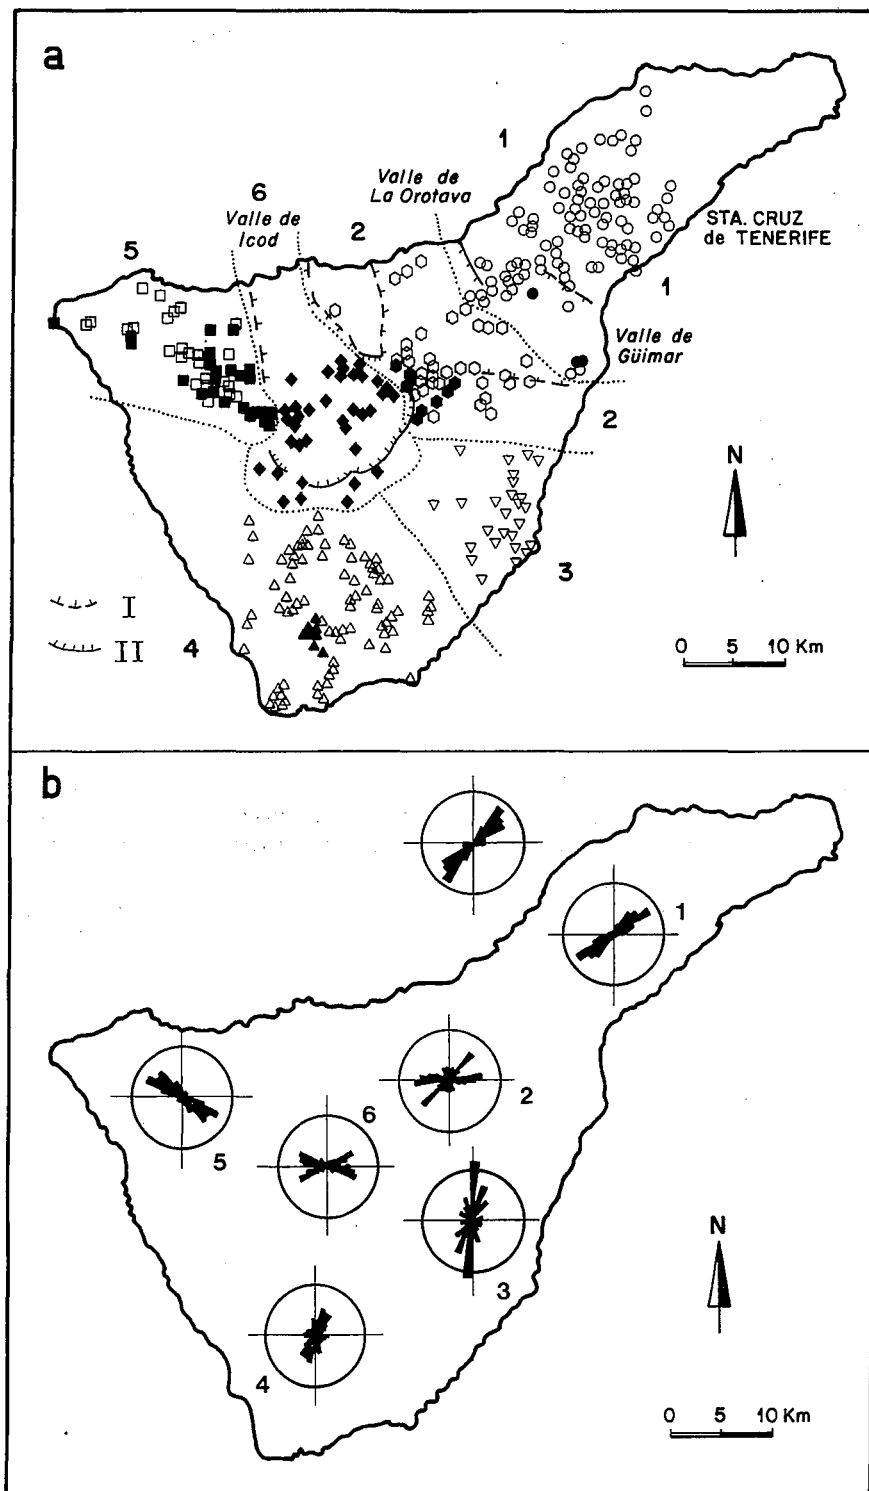 a
1
Valle de
La Orotava
6
Valle de
Icod
2
5
STA. CRUZ
de TENERIFE
1
Valle de
Güimar
2
N
3
I
II
4
0 5 10 Km
b
1
2
6
5
N
3
4
0 5 10 Km